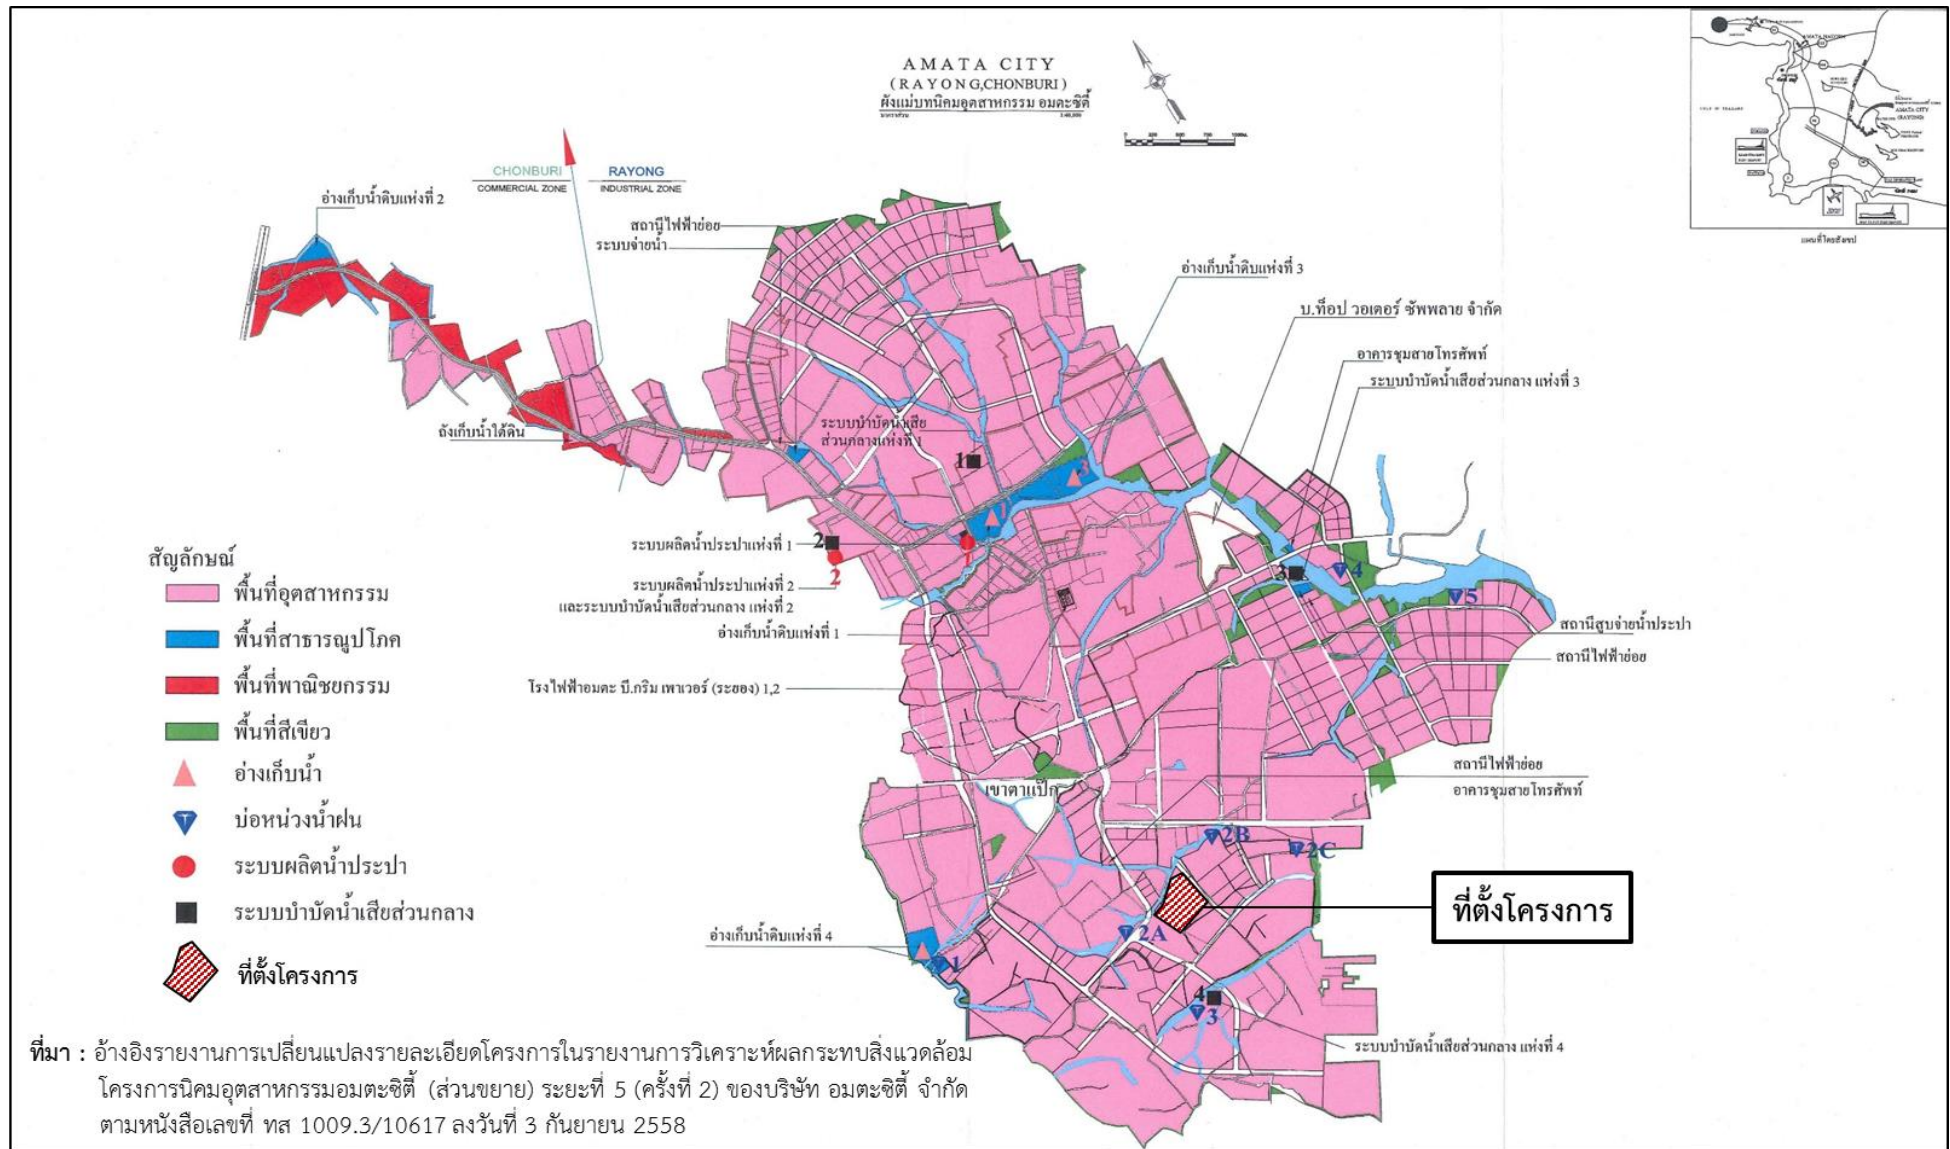 AMATA CITY
(RAYONG,CHONBURI)
ผังแม่บทนิคมอุตสาหกรรม อมตะซิตี้
CHONBURI
COMMERCIAL ZONE
RAYONG
INDUSTRIAL ZONE
แผนที่โดยสังเขป
อ่างเก็บน้ำดิบแห่งที่ 2
สถานีไฟฟ้าย่อย
ระบบจ่ายน้ำ
อ่างเก็บน้ำดิบแห่งที่ 3
บ.ท็อป วอเตอร์ ซัพพลาย จำกัด
อาคารชุมสายโทรศัพท์
ระบบบำบัดน้ำเสียส่วนกลาง แห่งที่ 3
ถังเก็บน้ำใต้ดิน
ระบบบำบัดน้ำเสีย
ส่วนกลางแห่งที่ 1
1
3
1
1
2
2
ระบบผลิตน้ำประปาแห่งที่ 1
ระบบผลิตน้ำประปาแห่งที่ 2
และระบบบำบัดน้ำเสียส่วนกลาง แห่งที่ 2
อ่างเก็บน้ำดิบแห่งที่ 1
3
4
5
สถานีสูบจ่ายน้ำประปา
สถานีไฟฟ้าย่อย
โรงไฟฟ้าอมตะ บี.กริม เพาเวอร์ (ระยอง) 1,2
สถานีไฟฟ้าย่อย
อาคารชุมสายโทรศัพท์
เขาตาแป๊ก
2B
2C
2A
ที่ตั้งโครงการ
อ่างเก็บน้ำดิบแห่งที่ 4
1
4
3
ระบบบำบัดน้ำเสียส่วนกลาง แห่งที่ 4
สัญลักษณ์
พื้นที่อุตสาหกรรม
พื้นที่สาธารณูปโภค
พื้นที่พาณิชยกรรม
พื้นที่สีเขียว
อ่างเก็บน้ำ
บ่อหน่วงน้ำฝน
ระบบผลิตน้ำประปา
ระบบบำบัดน้ำเสียส่วนกลาง
ที่ตั้งโครงการ
ที่มา : อ้างอิงรายงานการเปลี่ยนแปลงรายละเอียดโครงการในรายงานการวิเคราะห์ผลกระทบสิ่งแวดล้อม
โครงการนิคมอุตสาหกรรมอมตะซิตี้ (ส่วนขยาย) ระยะที่ 5 (ครั้งที่ 2) ของบริษัท อมตะซิตี้ จำกัด
ตามหนังสือเลขที่ ทส 1009.3/10617 ลงวันที่ 3 กันยายน 2558